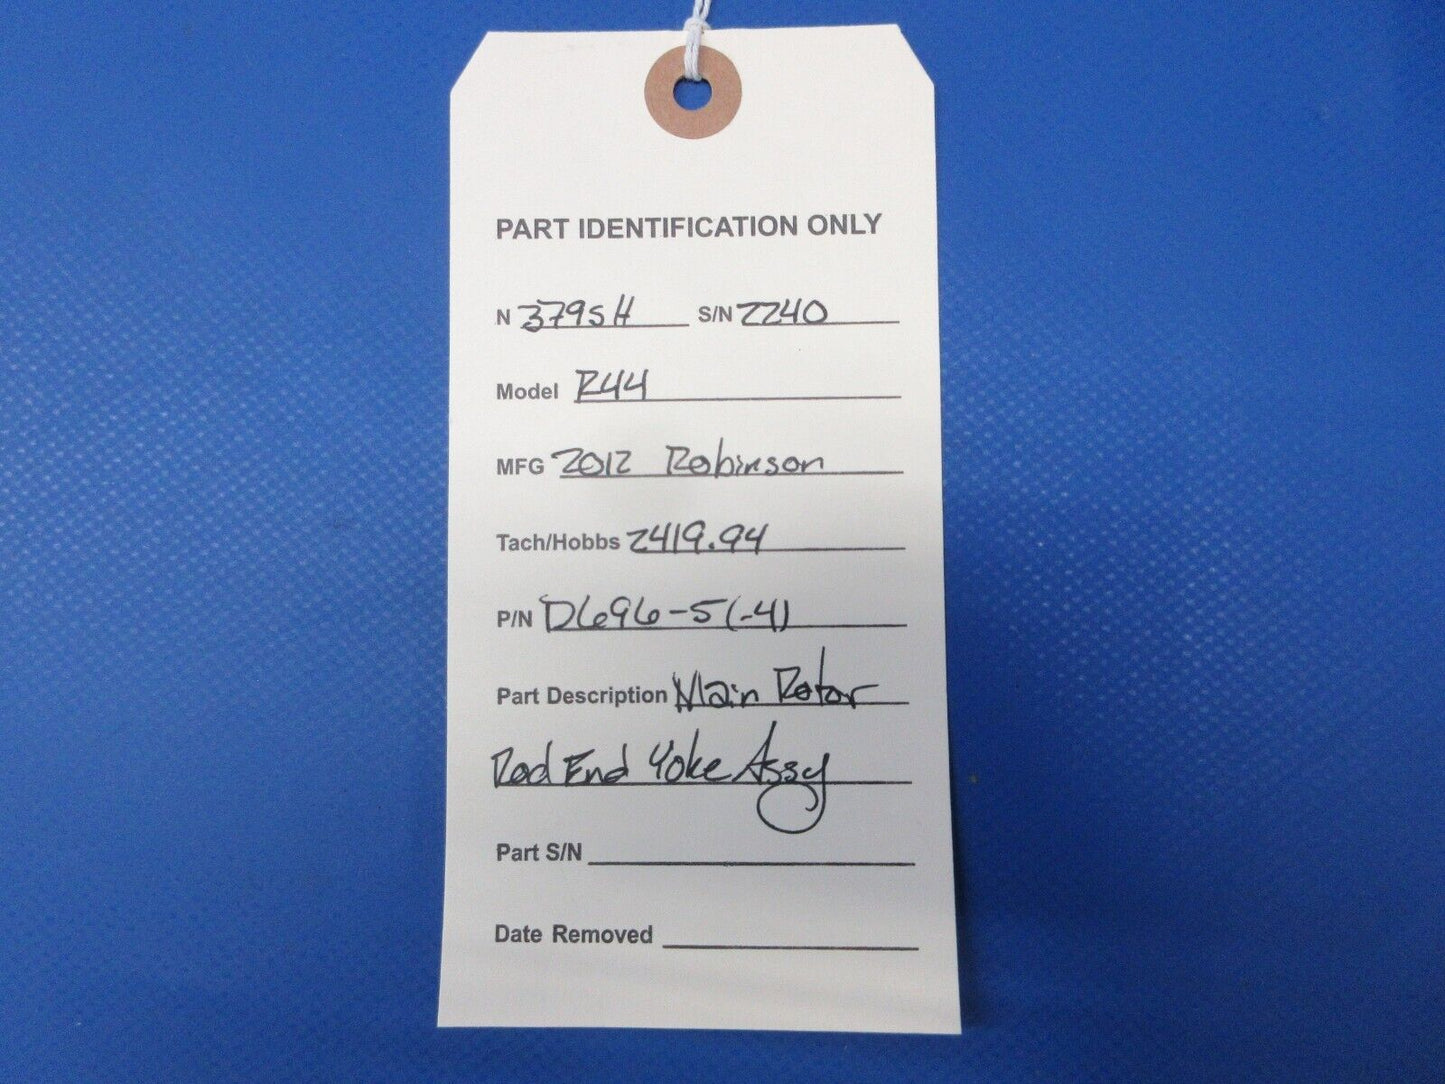 PART IDENTIFICATION ONLY
N 3795H S/N 2240
Model R44
MFG 2012 Robinson
Tach/Hobbs 2419.94
P/N D696-5(-4)
Part Description Main Rotor
Rod End Yoke Assy
Part S/N
Date Removed